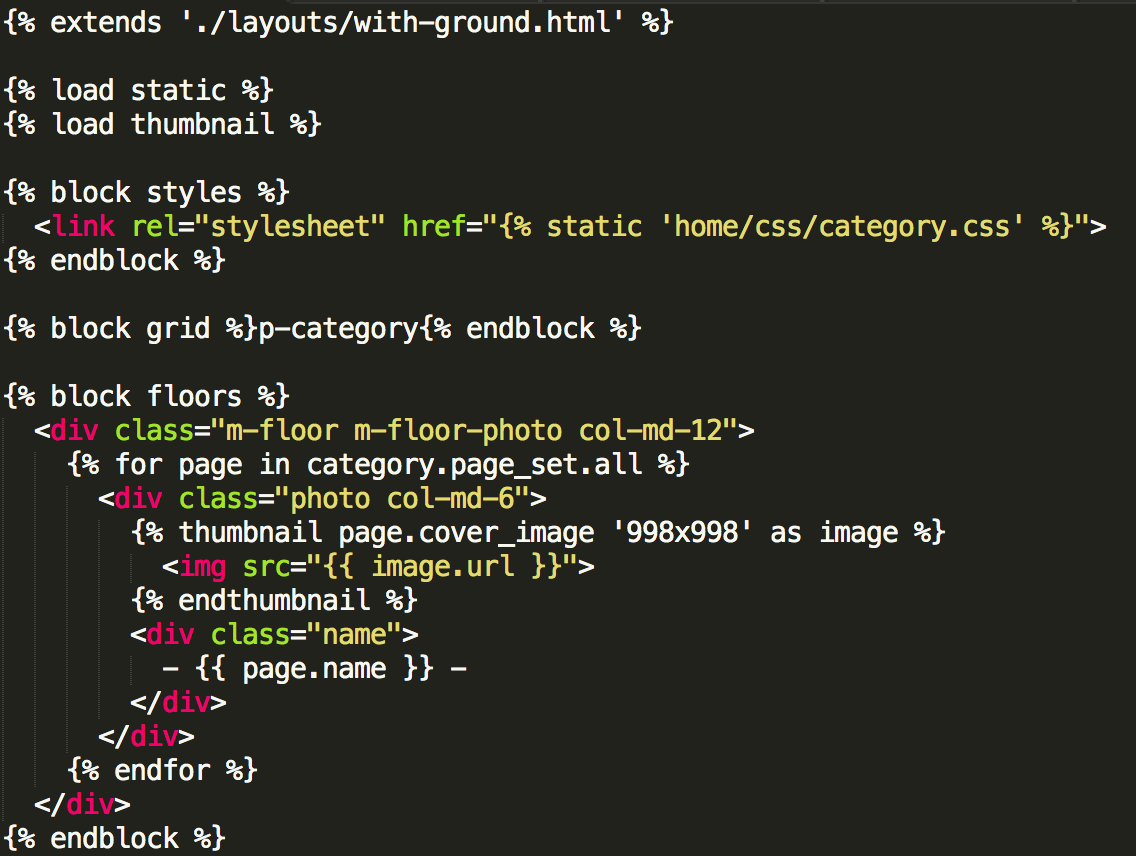 {% extends './layouts/with-ground.html' %}
{% load static %}
{% load thumbnail %}
{% block styles %}
<link rel="stylesheet" href="{% static 'home/css/category.css' %}">
{% endblock %}
{% block grid %}p-category{% endblock %}
{% block floors %}
<div class="m-floor m-floor-photo col-md-12">
{% for page in category.page_set.all %}
<div class="photo col-md-6">
{% thumbnail page.cover_image '998x998' as image %}
<img src="{{ image.url }}">
{% endthumbnail %}
<div class="name">
- {{ page.name }} -
</div>
</div>
{% endfor %}
</div>
{% endblock %}